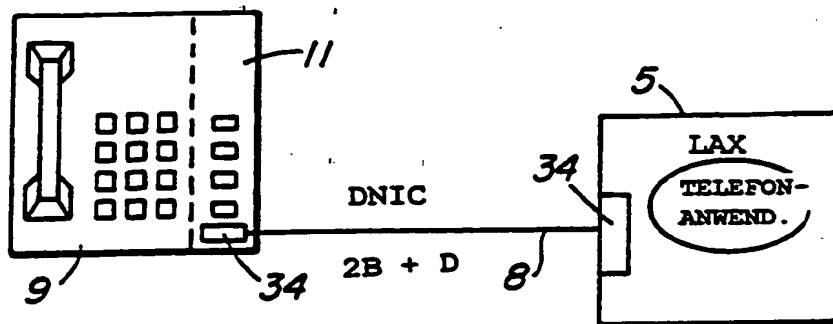 11
5
LAX
34
TELEFON-
ANWEND.
DNIC
9
34
2B + D
8